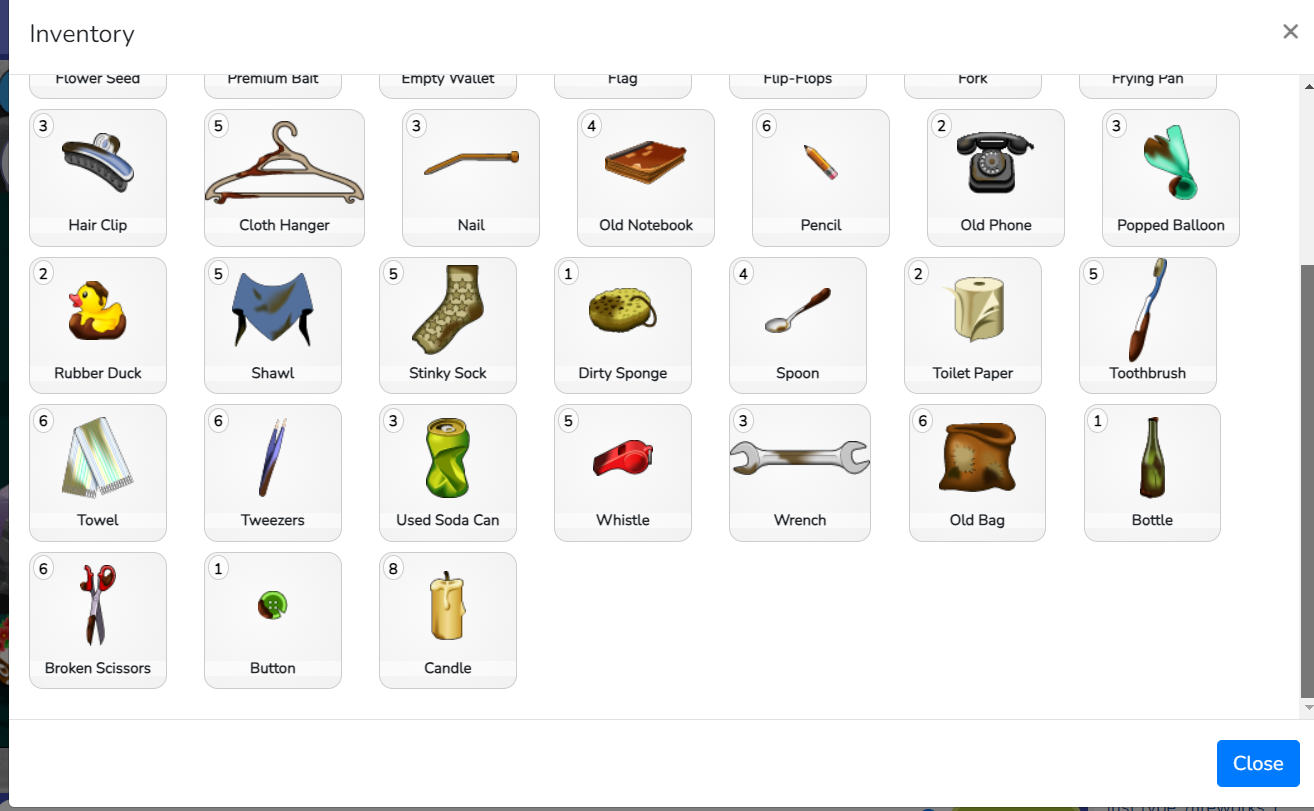 Inventory ×
Flower Seed Premium Bait Empty Wallet Flag Flip-Flops Fork Frying Pan
3 5 3 4 6 2 3
Hair Clip Cloth Hanger Nail Old Notebook Pencil Old Phone Popped Balloon
2 5 5 1 4 2 5
Rubber Duck Shawl Stinky Sock Dirty Sponge Spoon Toilet Paper Toothbrush
6 6 3 5 3 6 1
Towel Tweezers Used Soda Can Whistle Wrench Old Bag Bottle
6 1 8
Broken Scissors Button Candle
Close